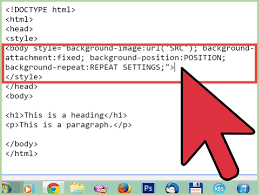 <!DOCTYPE html>
<html>
<head>
<style>
<body style="background-image:url('SRC'); background-
attachment:fixed; background-position:POSITION;
background-repeat:REPEAT SETTINGS;">
</style>
</head>
<body>
<h1>This is a heading</h1>
<p>This is a paragraph.</p>
</body>
</html>